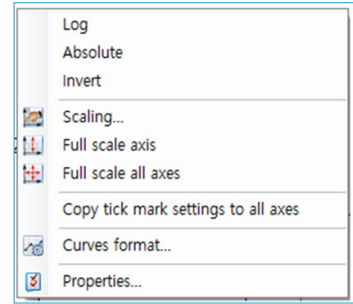 Log
Absolute
Invert
Scaling...
Full scale axis
Full scale all axes
Copy tick mark settings to all axes
Curves format...
Properties...